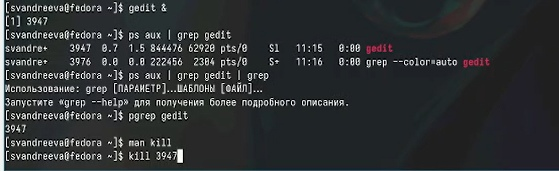 [svandreeva@fedora ~]$ gedit &
[1] 3947
[svandreeva@fedora ~]$ ps aux | grep gedit
svandre+ 3947 0.7 1.5 844476 62920 pts/0 Sl 11:15 0:00 gedit
svandre+ 3976 0.0 0.0 222456 2304 pts/0 S+ 11:16 0:00 grep --color=auto gedit
[svandreeva@fedora ~]$ ps aux | grep gedit | grep
Использование: grep [ПАРАМЕТР]…ШАБЛОНЫ [ФАЙЛ]…
Запустите «grep --help» для получения более подробного описания.
[svandreeva@fedora ~]$ pgrep gedit
3947
[svandreeva@fedora ~]$ man kill
[svandreeva@fedora ~]$ kill 3947